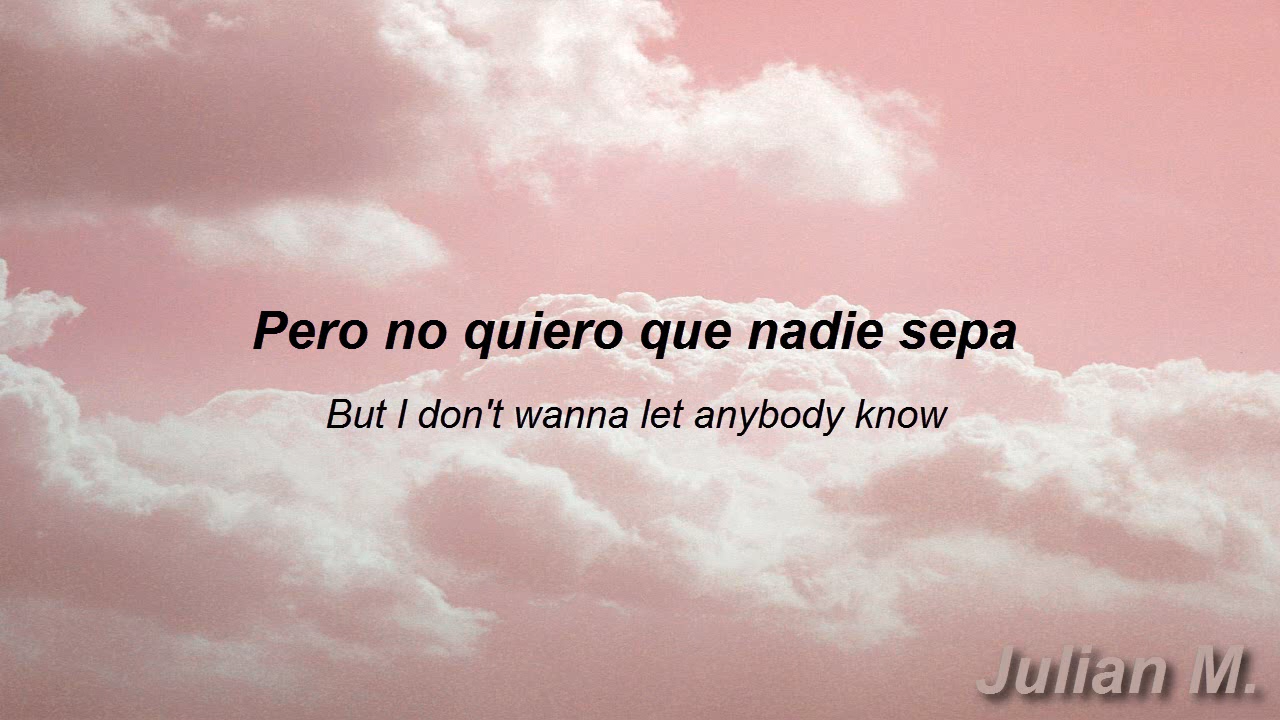 Pero no quiero que nadie sepa
But I don't wanna let anybody know
Julian M.